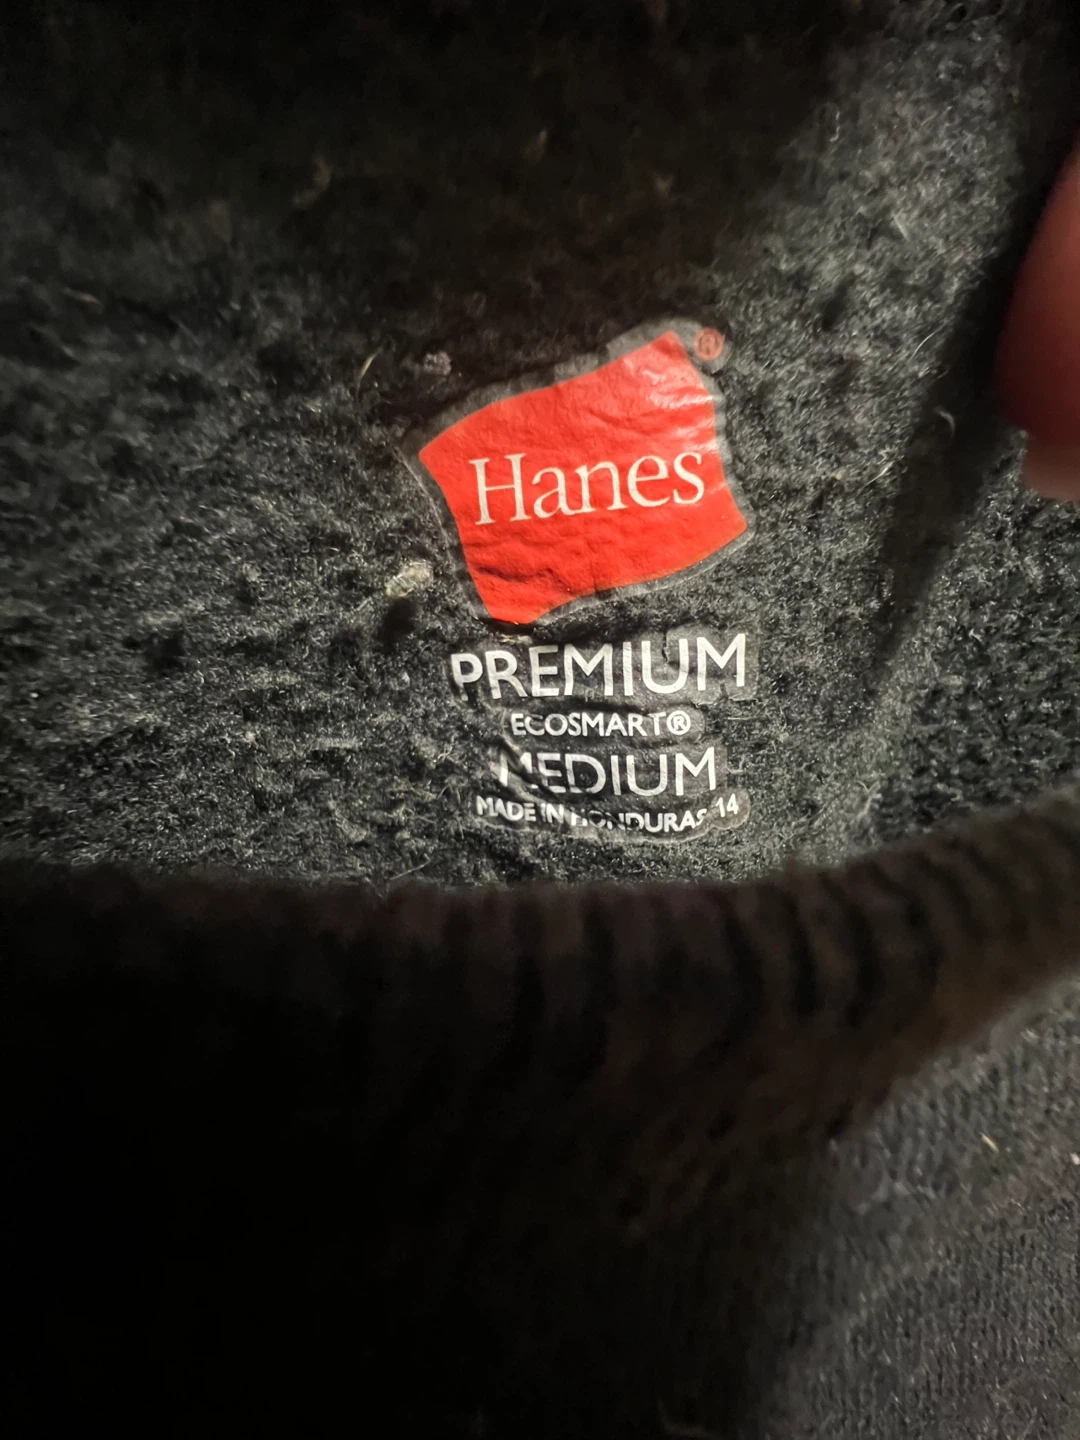 Hanes®
PREMIUM
ECOSMART®
MEDIUM
MADE IN HONDURAS 14